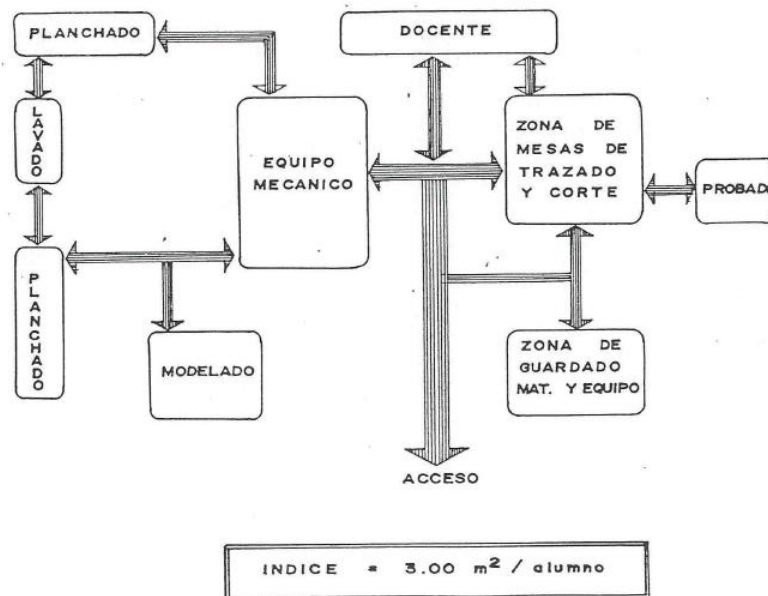 PLANCHADO
DOCENTE
LAVADO
EQUIPO
MECANICO
ZONA DE
MESAS DE
TRAZADO
Y CORTE
PROBAD
PLANCHADO
MODELADO
ZONA DE
GUARDADO
MAT. Y EQUIPO
ACCESO
INDICE = 3.00 m² / alumno